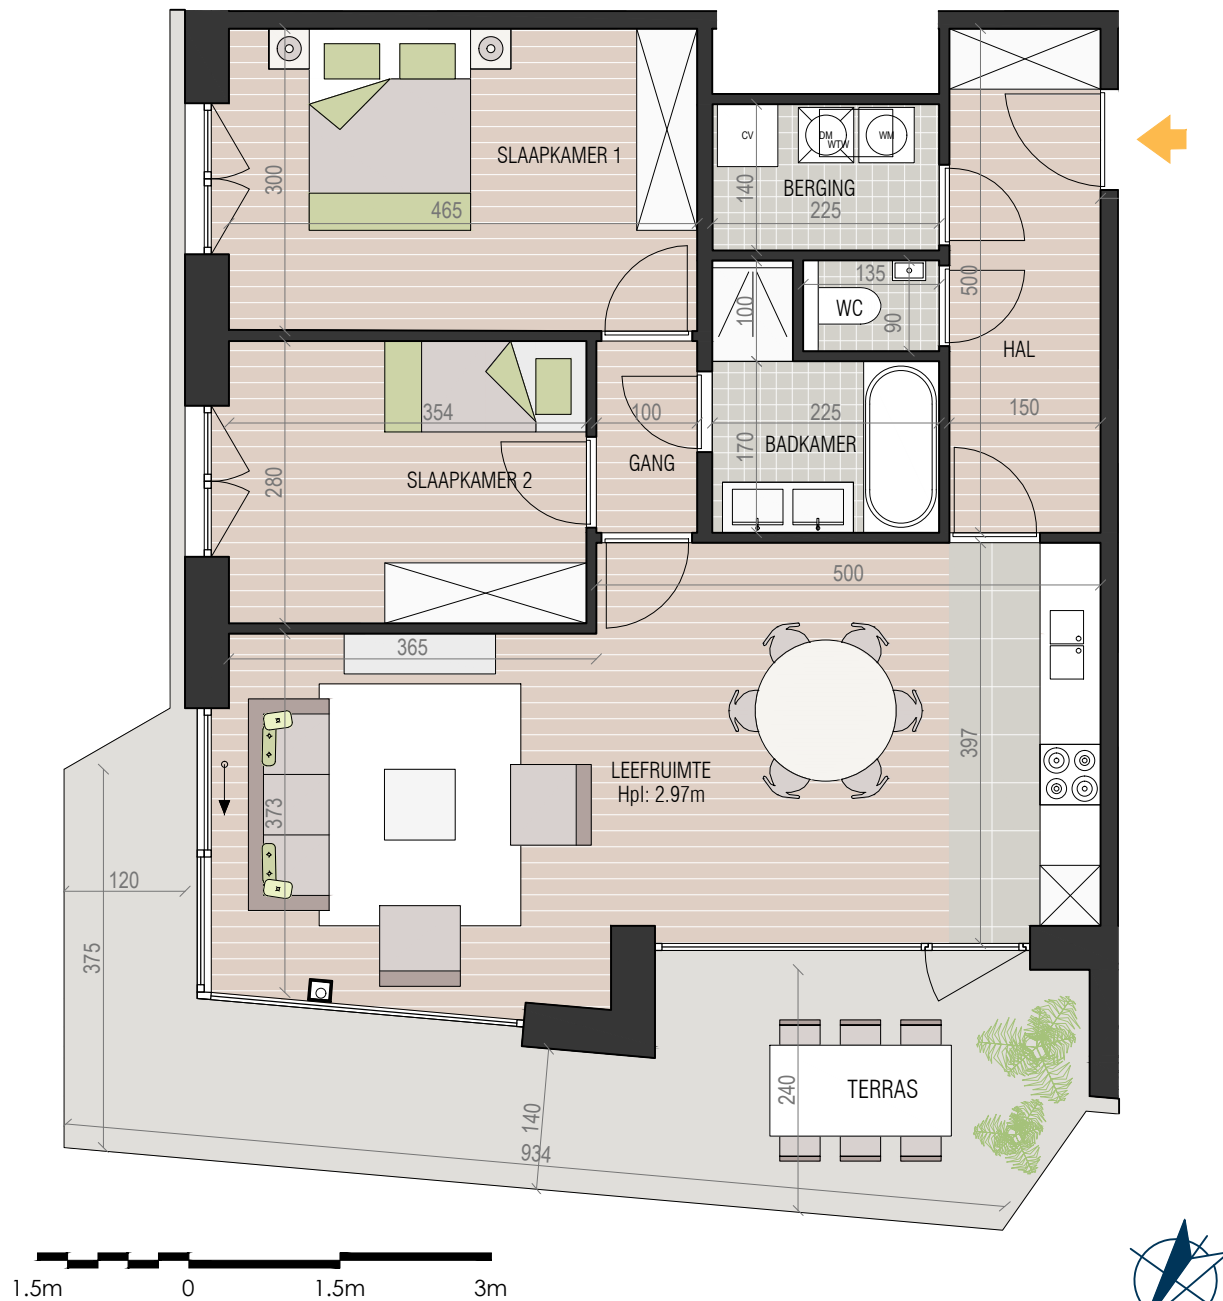 SLAAPKAMER 1
300
465
CV
DM
WTW
WM
BERGING
140
225
500
135
WC
90
100
HAL
150
SLAAPKAMER 2
354
280
100
GANG
225
170
BADKAMER
500
365
397
LEEFRUIMTE
Hpl: 2.97m
373
120
375
240
TERRAS
140
934
1.5m 0 1.5m 3m